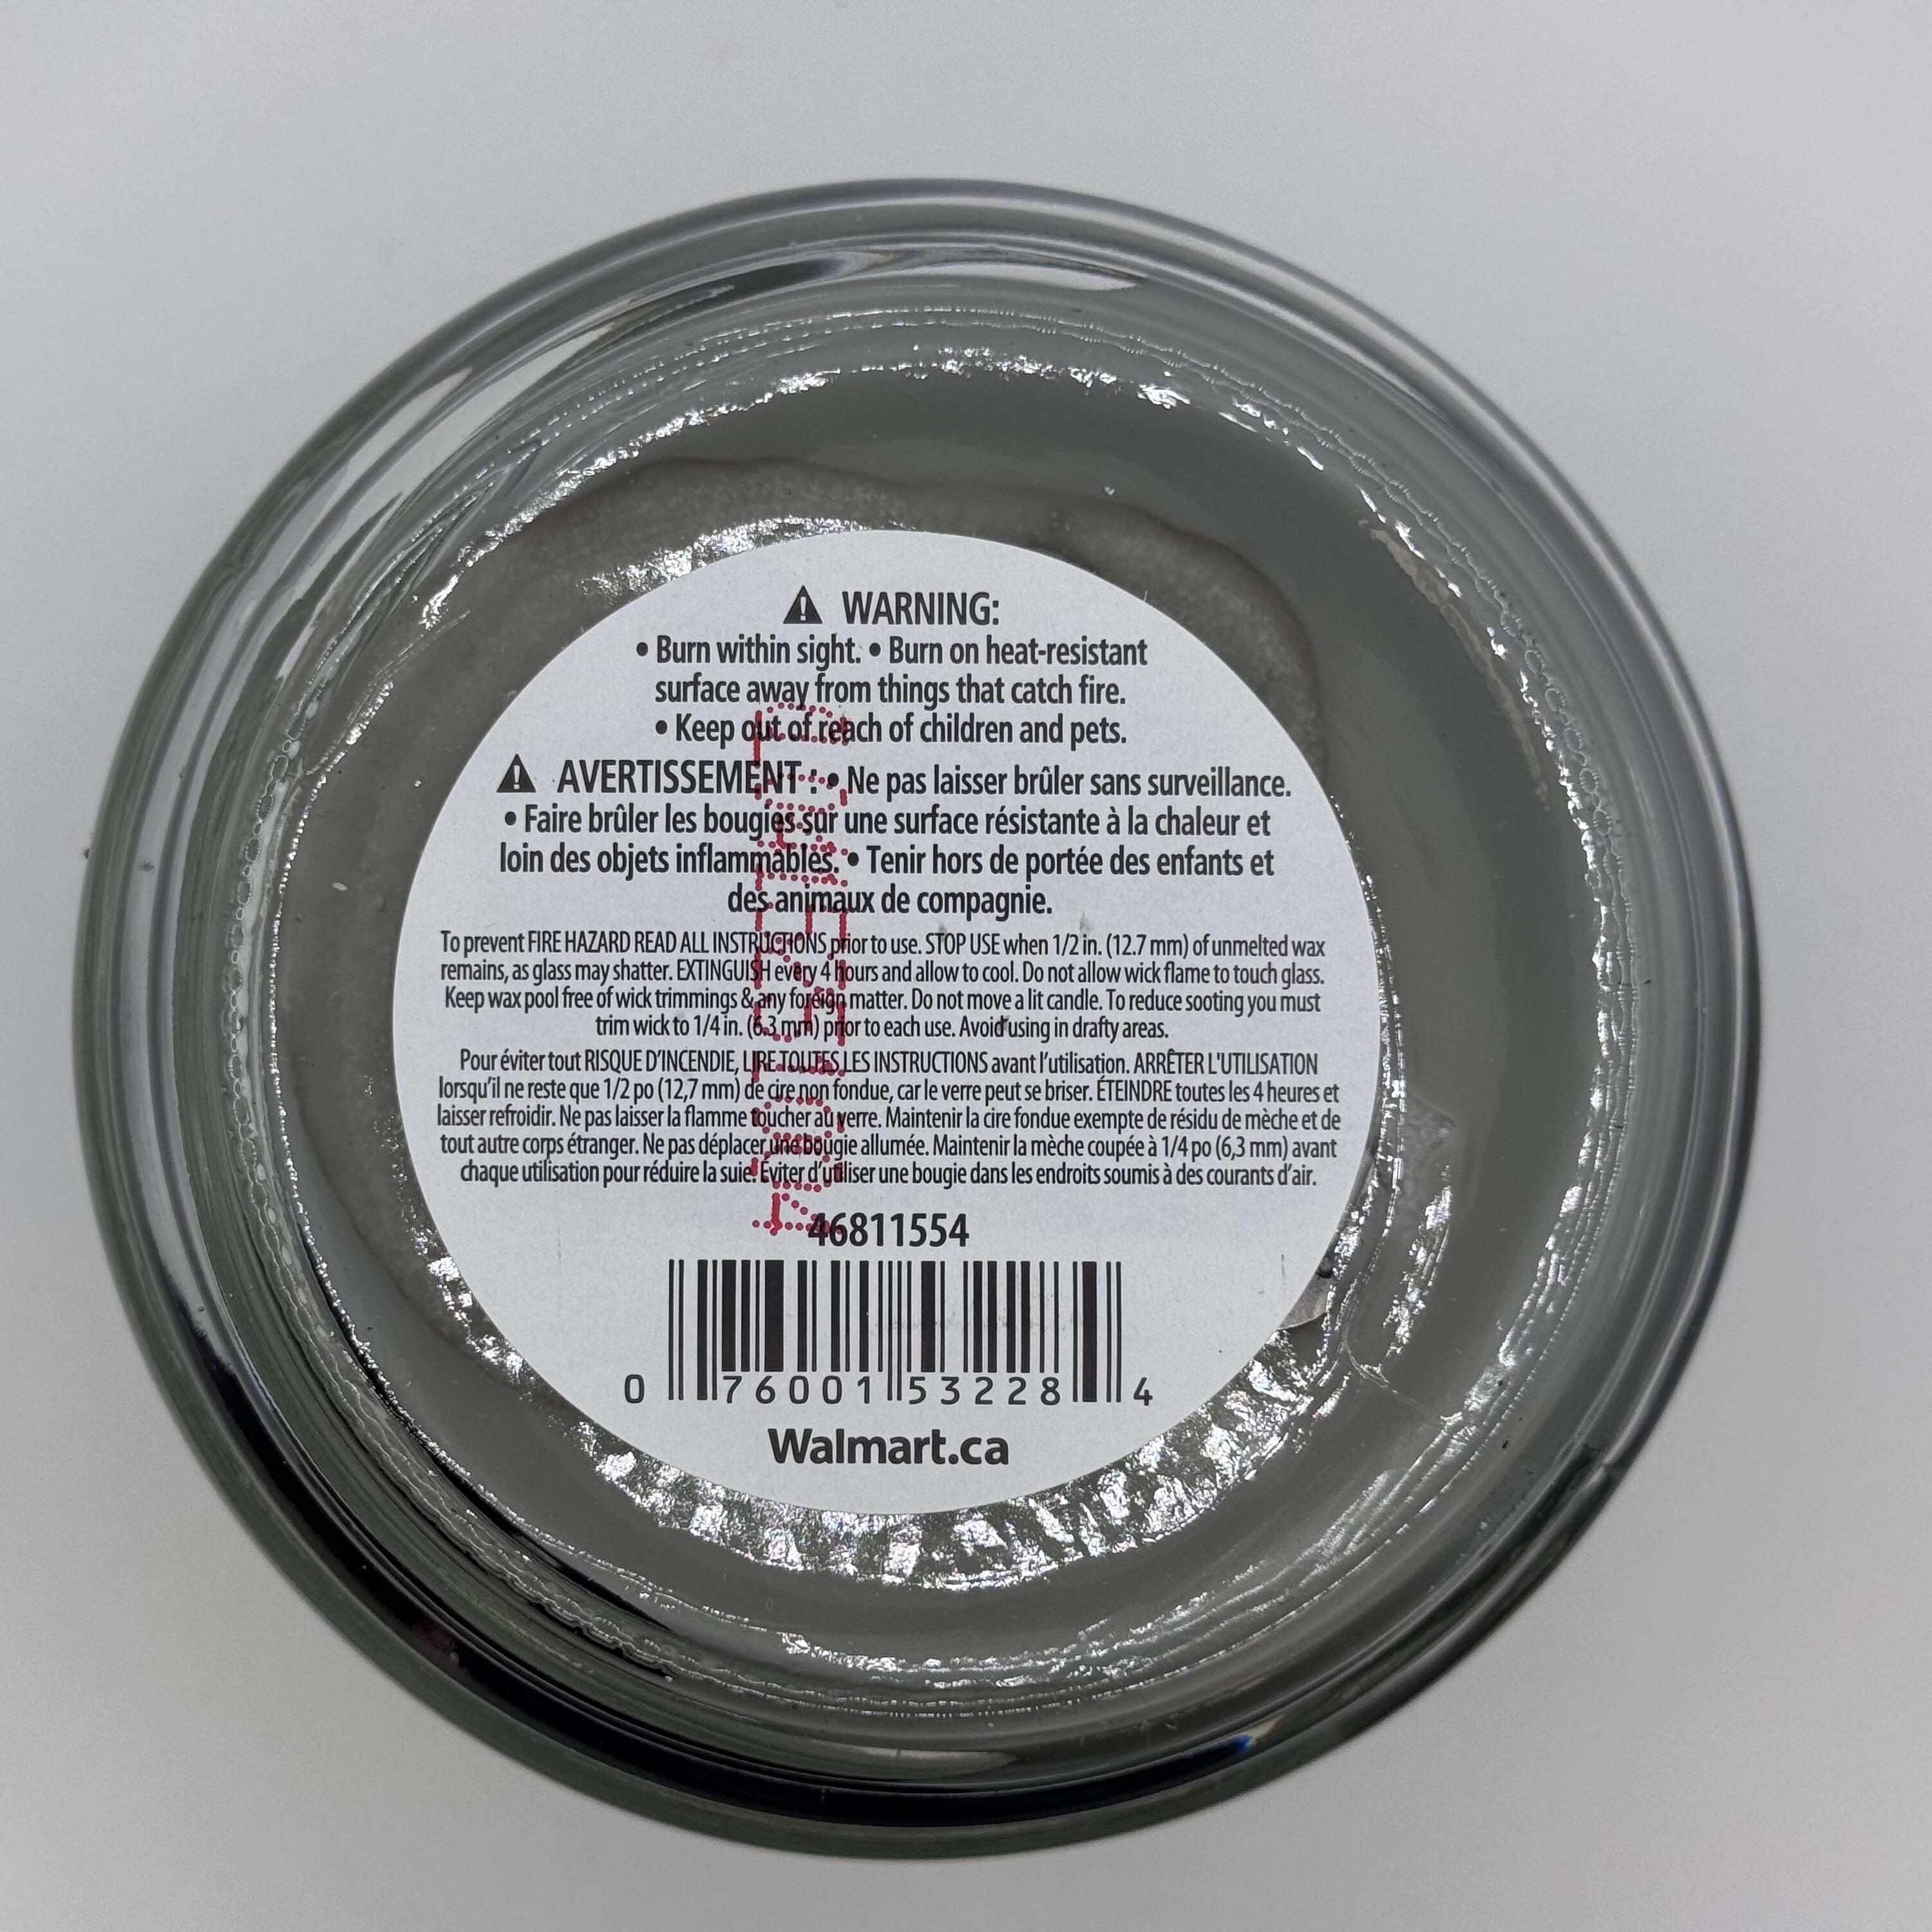 WARNING:
• Burn within sight. • Burn on heat-resistant
surface away from things that catch fire.
• Keep out of reach of children and pets.
AVERTISSEMENT : • Ne pas laisser brûler sans surveillance.
• Faire brûler les bougies sur une surface résistante à la chaleur et
loin des objets inflammables. • Tenir hors de portée des enfants et
des animaux de compagnie.
To prevent FIRE HAZARD READ ALL INSTRUCTIONS prior to use. STOP USE when 1/2 in. (12.7 mm) of unmelted wax
remains, as glass may shatter. EXTINGUISH every 4 hours and allow to cool. Do not allow wick flame to touch glass.
Keep wax pool free of wick trimmings & any foreign matter. Do not move a lit candle. To reduce sooting you must
trim wick to 1/4 in. (6.3 mm) prior to each use. Avoid using in drafty areas.
Pour éviter tout RISQUE D'INCENDIE, LIRE TOUTES LES INSTRUCTIONS avant l'utilisation. ARRÊTER L'UTILISATION
lorsqu'il ne reste que 1/2 po (12,7 mm) de cire non fondue, car le verre peut se briser. ÉTEINDRE toutes les 4 heures et
laisser refroidir. Ne pas laisser la flamme toucher au verre. Maintenir la cire fondue exempte de résidu de mèche et de
tout autre corps étranger. Ne pas déplacer une bougie allumée. Maintenir la mèche coupée à 1/4 po (6,3 mm) avant
chaque utilisation pour réduire la suie. Éviter d'utiliser une bougie dans les endroits soumis à des courants d'air.
46811554
0 76001 53228 4
Walmart.ca